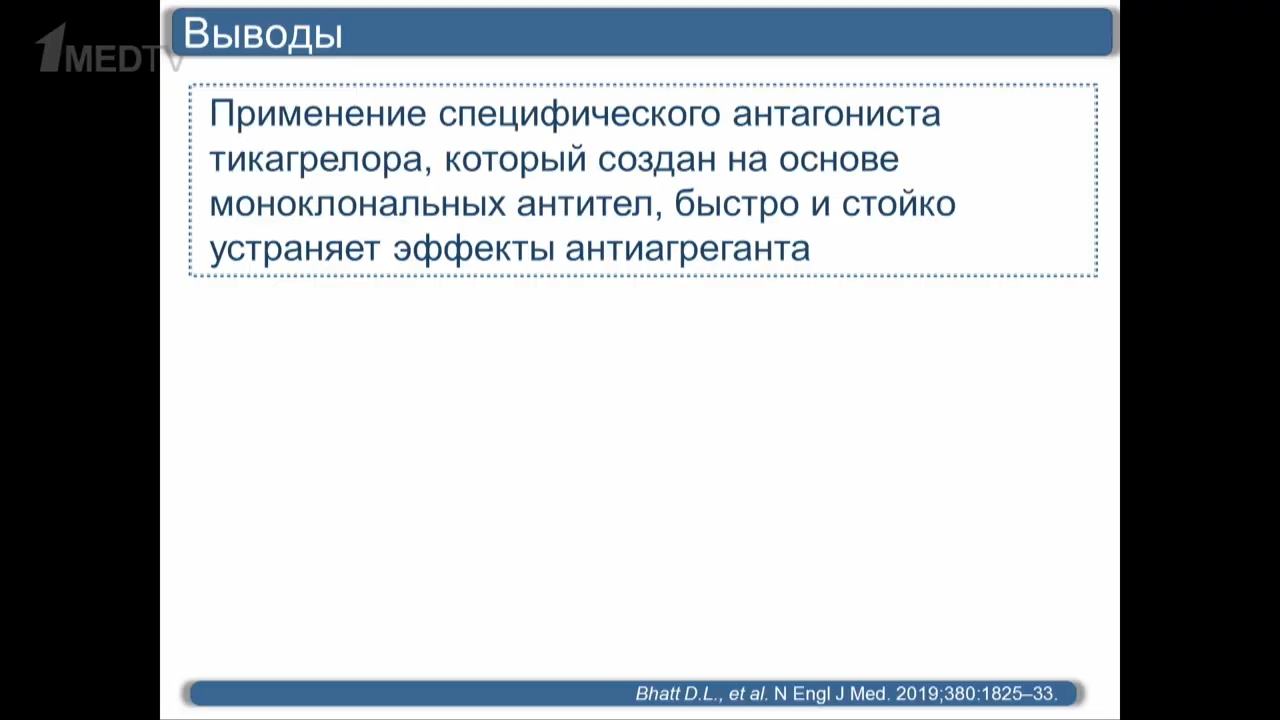 Выводы
1MEDTV
Применение специфического антагониста
тикагрелора, который создан на основе
моноклональных антител, быстро и стойко
устраняет эффекты антиагреганта
Bhatt D.L., et al. N Engl J Med. 2019;380:1825–33.